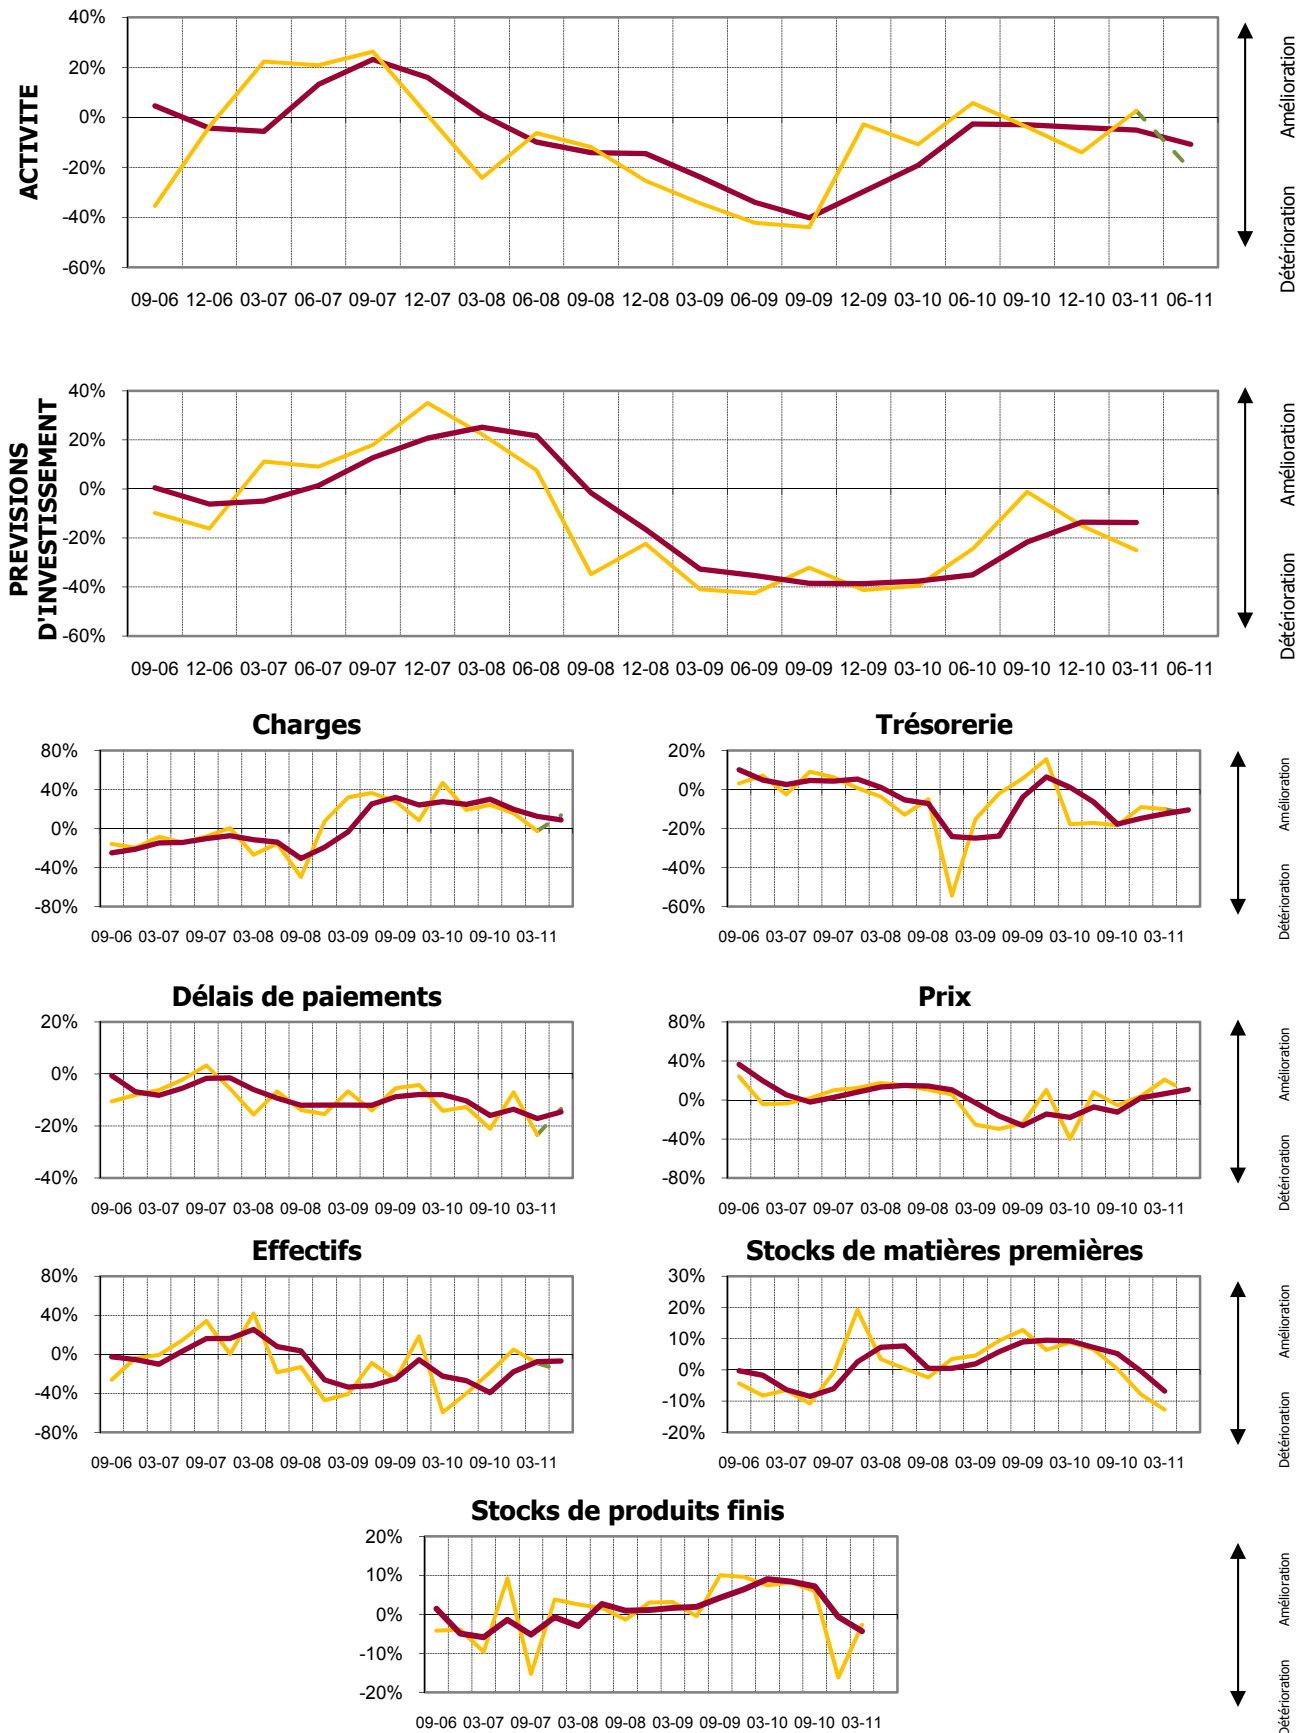 ACTIVITE
40%
20%
0%
-20%
-40%
-60%
09-06 12-06 03-07 06-07 09-07 12-07 03-08 06-08 09-08 12-08 03-09 06-09 09-09 12-09 03-10 06-10 09-10 12-10 03-11 06-11
Amélioration
Détérioration
PREVISIONS
D'INVESTISSEMENT
40%
20%
0%
-20%
-40%
-60%
09-06 12-06 03-07 06-07 09-07 12-07 03-08 06-08 09-08 12-08 03-09 06-09 09-09 12-09 03-10 06-10 09-10 12-10 03-11 06-11
Amélioration
Détérioration
Charges
80%
40%
0%
-40%
-80%
09-06 03-07 09-07 03-08 09-08 03-09 09-09 03-10 09-10 03-11
Trésorerie
20%
0%
-20%
-40%
-60%
09-06 03-07 09-07 03-08 09-08 03-09 09-09 03-10 09-10 03-11
Amélioration
Détérioration
Délais de paiements
20%
0%
-20%
-40%
09-06 03-07 09-07 03-08 09-08 03-09 09-09 03-10 09-10 03-11
Prix
80%
40%
0%
-40%
-80%
09-06 03-07 09-07 03-08 09-08 03-09 09-09 03-10 09-10 03-11
Amélioration
Détérioration
Effectifs
80%
40%
0%
-40%
-80%
09-06 03-07 09-07 03-08 09-08 03-09 09-09 03-10 09-10 03-11
Stocks de matières premières
30%
20%
10%
0%
-10%
-20%
09-06 03-07 09-07 03-08 09-08 03-09 09-09 03-10 09-10 03-11
Amélioration
Détérioration
Stocks de produits finis
20%
10%
0%
-10%
-20%
09-06 03-07 09-07 03-08 09-08 03-09 09-09 03-10 09-10 03-11
Amélioration
Détérioration